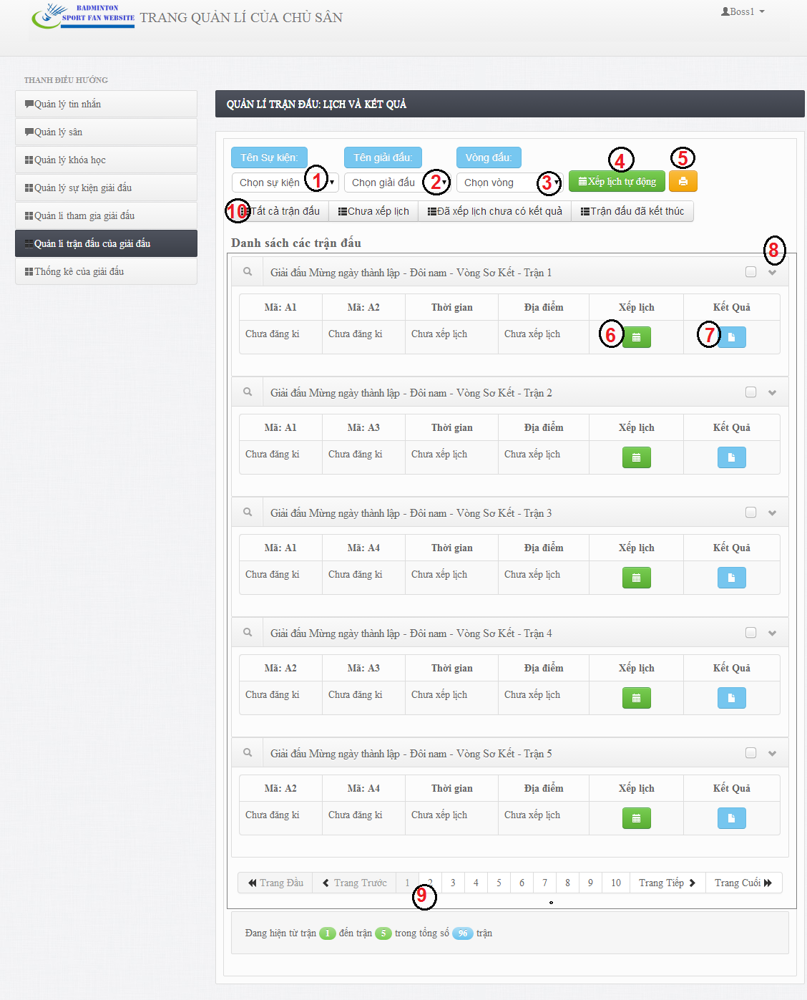 BADMINTON
SPORT FAN WEBSITE
TRANG QUẢN LÍ CỦA CHỦ SÂN
Boss1
THANH ĐIỀU HƯỚNG
Quản lý tin nhắn
Quản lý sân
Quản lý khóa học
Quản lý sự kiện giải đấu
Quản lí tham gia giải đấu
Quản lí trận đấu của giải đấu
Thống kê của giải đấu
QUẢN LÍ TRẬN ĐẤU: LỊCH VÀ KẾT QUẢ
Tên Sự kiện: Tên giải đấu: Vòng đấu: 4 5
Chọn sự kiện 1 Chọn giải đấu 2 Chọn vòng 3 Xếp lịch tự động
10 Tất cả trận đấu Chưa xếp lịch Đã xếp lịch chưa có kết quả Trận đấu đã kết thúc
Danh sách các trận đấu
8
Giải đấu Mừng ngày thành lập - Đôi nam - Vòng Sơ Kết - Trận 1
Mã: A1 Mã: A2 Thời gian Địa điểm Xếp lịch Kết Quả
Chưa đăng kí Chưa đăng kí Chưa xếp lịch Chưa xếp lịch 6 7
Giải đấu Mừng ngày thành lập - Đôi nam - Vòng Sơ Kết - Trận 2
Mã: A1 Mã: A3 Thời gian Địa điểm Xếp lịch Kết Quả
Chưa đăng kí Chưa đăng kí Chưa xếp lịch Chưa xếp lịch
Giải đấu Mừng ngày thành lập - Đôi nam - Vòng Sơ Kết - Trận 3
Mã: A1 Mã: A4 Thời gian Địa điểm Xếp lịch Kết Quả
Chưa đăng kí Chưa đăng kí Chưa xếp lịch Chưa xếp lịch
Giải đấu Mừng ngày thành lập - Đôi nam - Vòng Sơ Kết - Trận 4
Mã: A2 Mã: A3 Thời gian Địa điểm Xếp lịch Kết Quả
Chưa đăng kí Chưa đăng kí Chưa xếp lịch Chưa xếp lịch
Giải đấu Mừng ngày thành lập - Đôi nam - Vòng Sơ Kết - Trận 5
Mã: A2 Mã: A4 Thời gian Địa điểm Xếp lịch Kết Quả
Chưa đăng kí Chưa đăng kí Chưa xếp lịch Chưa xếp lịch
Trang Đầu Trang Trước 1 2 3 4 5 6 7 8 9 10 Trang Tiếp Trang Cuối
9
Đang hiện từ trận 1 đến trận 5 trong tổng số 96 trận